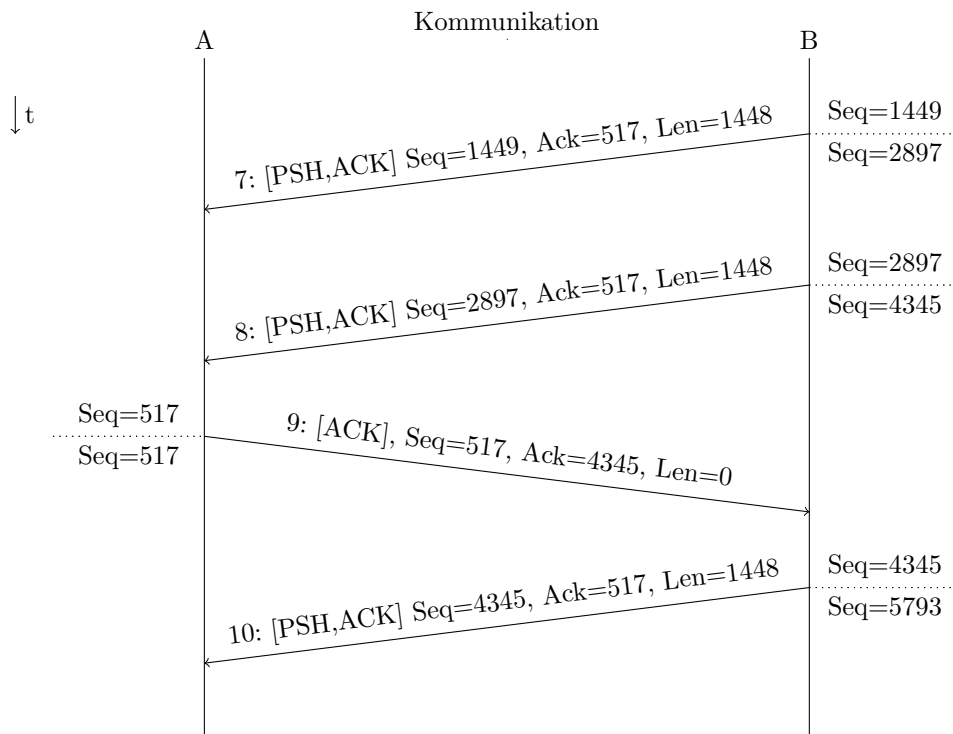 Kommunikation
A
B
t
Seq=1449
7: [PSH,ACK] Seq=1449, Ack=517, Len=1448
Seq=2897
Seq=2897
8: [PSH,ACK] Seq=2897, Ack=517, Len=1448
Seq=4345
Seq=517
9: [ACK], Seq=517, Ack=4345, Len=0
Seq=517
Seq=4345
10: [PSH,ACK] Seq=4345, Ack=517, Len=1448
Seq=5793